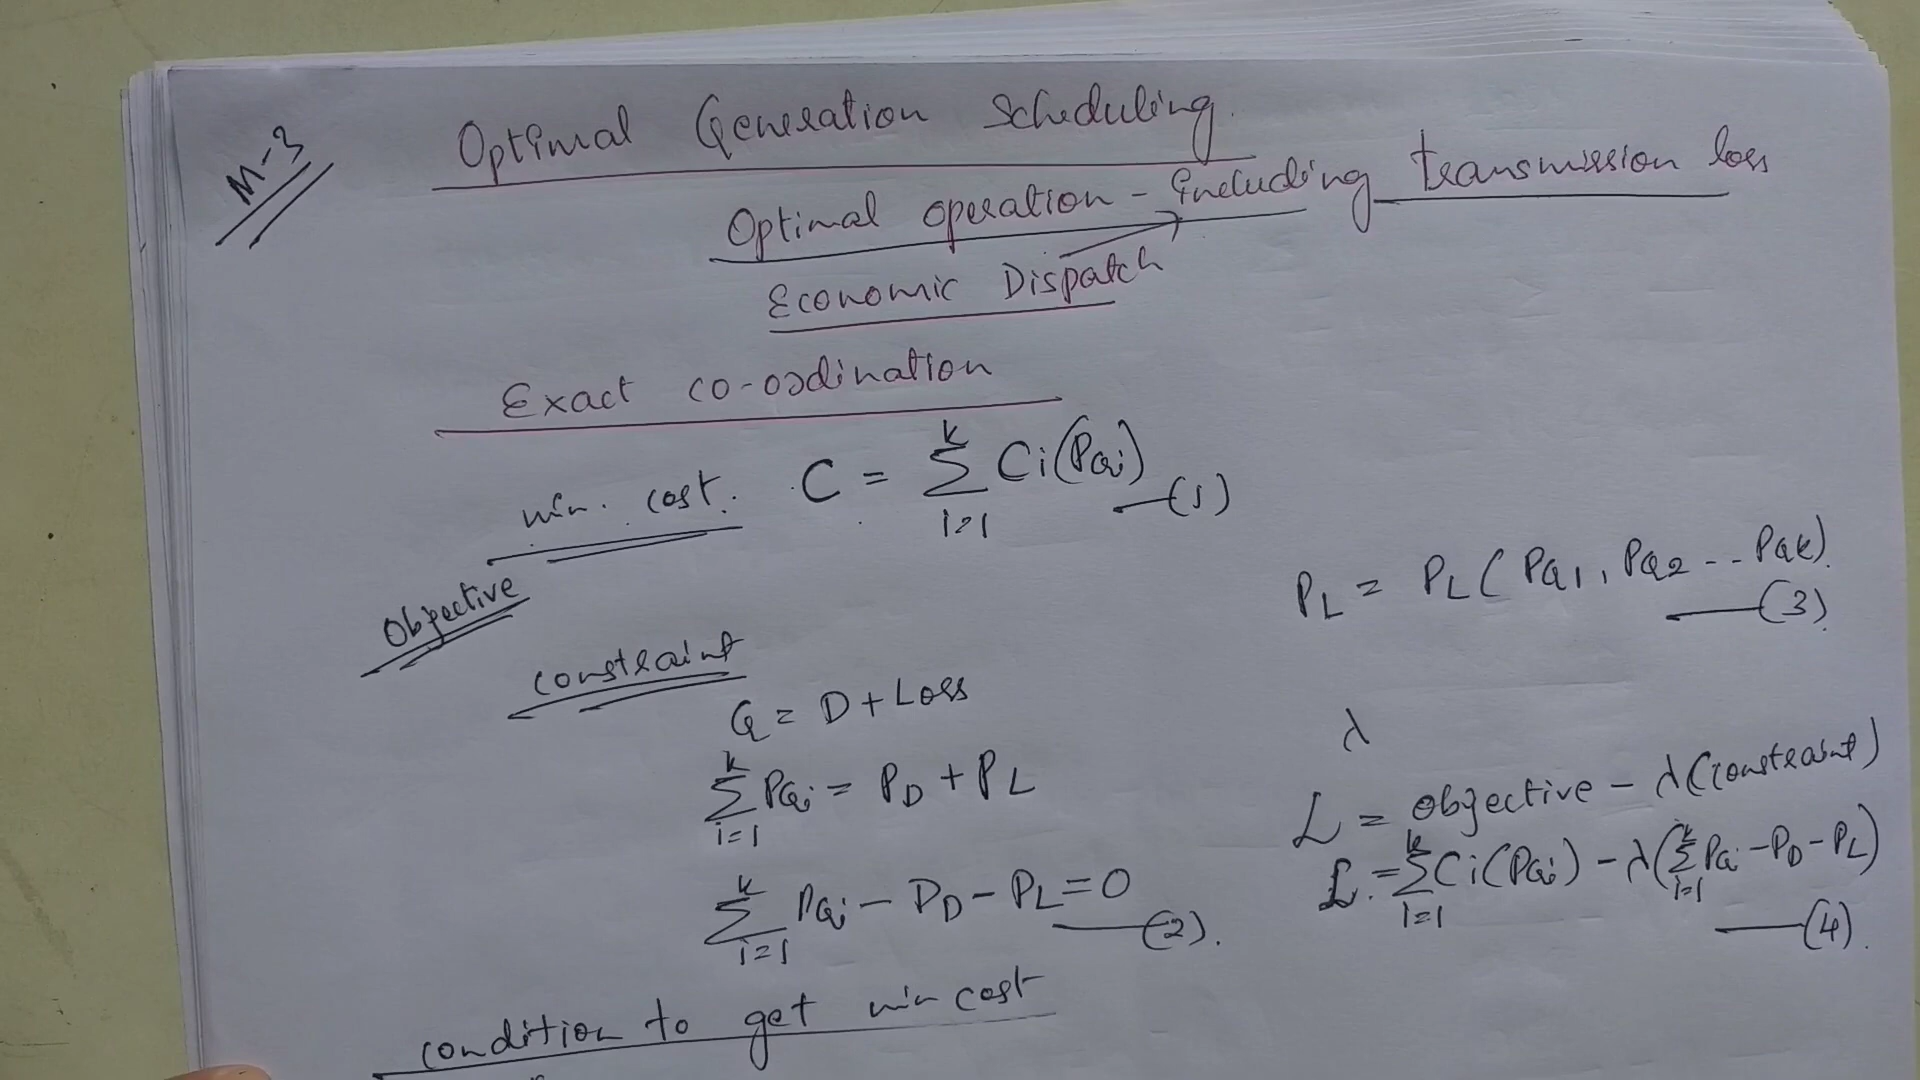 M-3
Optimal Generation Scheduling.
Optimal operation - including transmission loss
Economic Dispatch
Exact co-ordination
min. cost. C = Σ_{i=1}^{k} Ci(PGi) —(1)
Objective
PL = PL(PG1, PG2 -- PGk). —(3)
constraint
G = D + Loss
Σ_{i=1}^{k} PGi = PD + PL
Σ_{i=1}^{k} PGi - PD - PL = 0 —(2).
λ
L = objective - λ(constraint)
L = Σ_{i=1}^{k} Ci(PGi) - λ(Σ_{i=1}^{k} PGi - PD - PL) —(4).
condition to get min cost